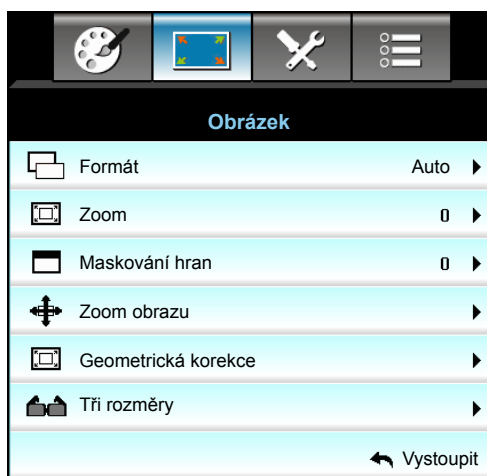 Obrázek
Formát Auto
Zoom 0
Maskování hran 0
Zoom obrazu
Geometrická korekce
Tři rozměry
Vystoupit